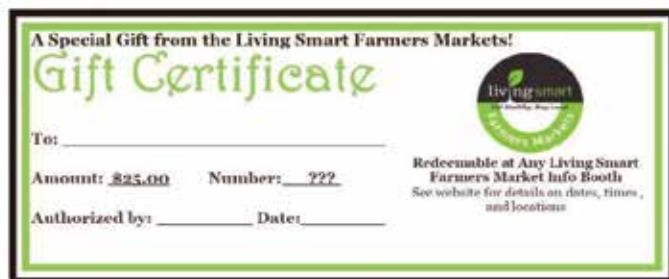 A Special Gift from the Living Smart Farmers Markets!
Gift Certificate
living smart
Farmers Markets
To:
Amount: $25.00 Number: ???
Authorized by: Date:
Redeemable at Any Living Smart
Farmers Market Info Booth
See website for details on dates, times,
and locations